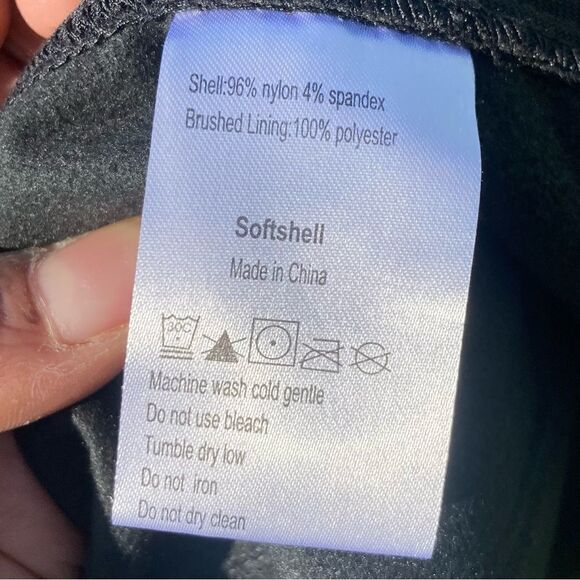 Shell:96% nylon 4% spandex
Brushed Lining:100% polyester
Softshell
Made in China
30C
Machine wash cold gentle
Do not use bleach
Tumble dry low
Do not iron
Do not dry clean